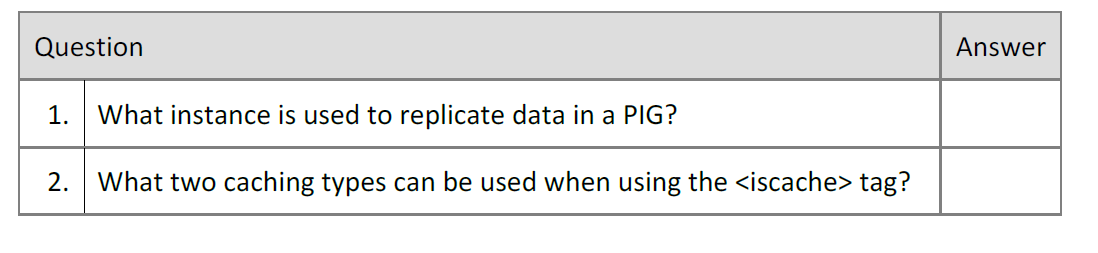 Question Answer
1. What instance is used to replicate data in a PIG?
2. What two caching types can be used when using the <iscache> tag?